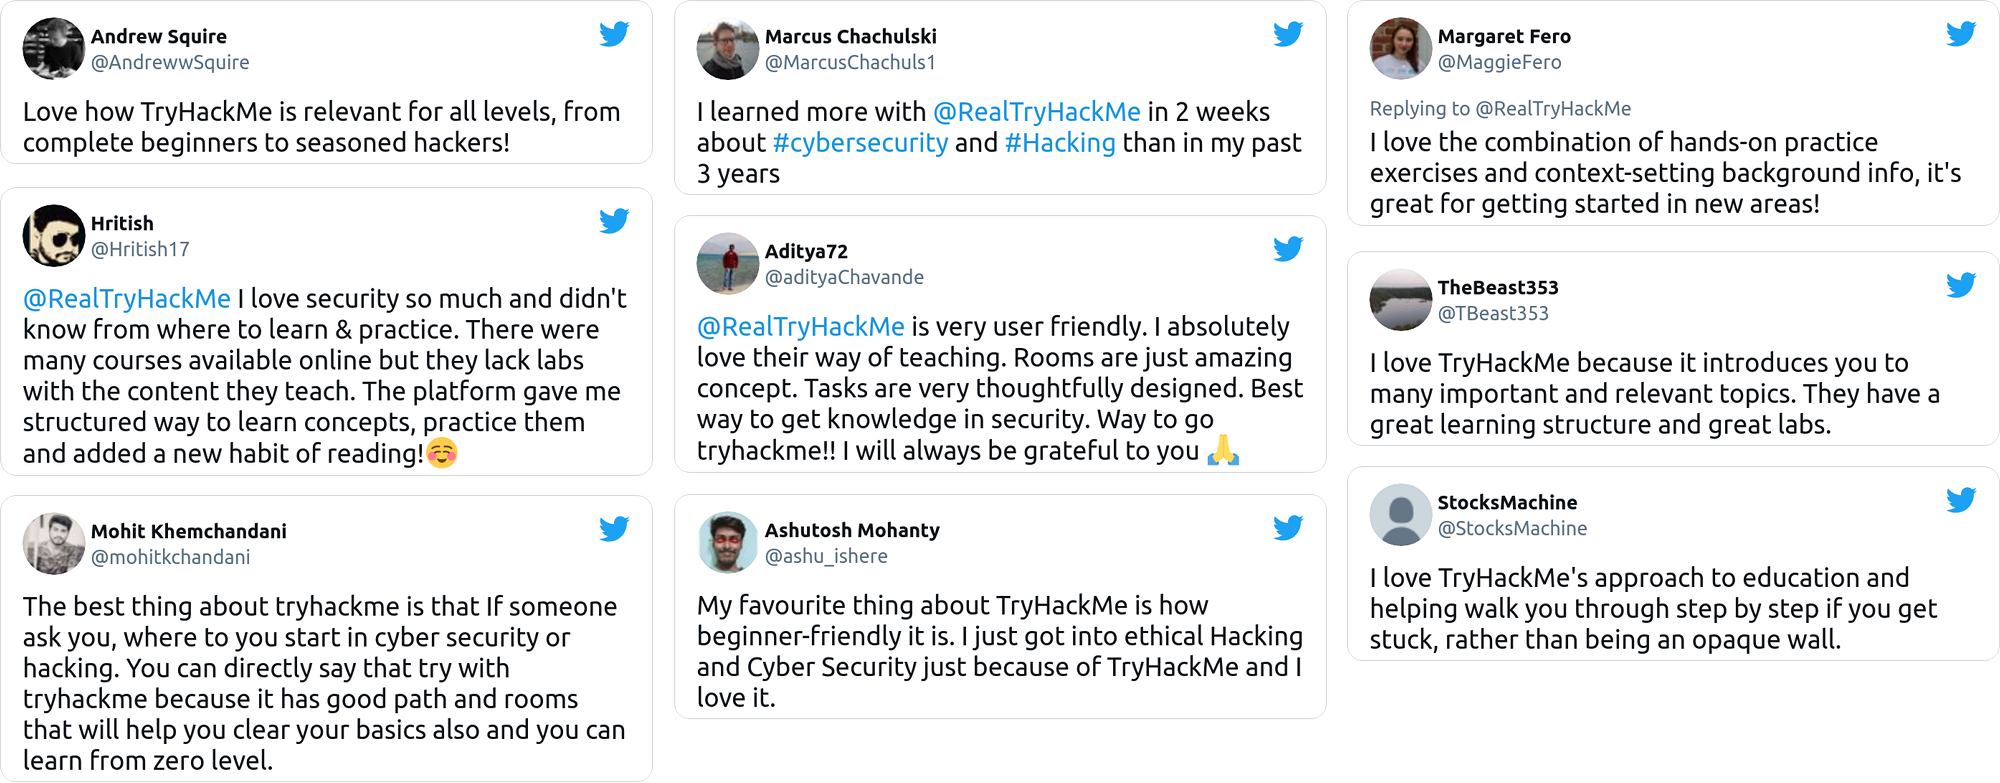 Andrew Squire
@AndrewwSquire
Love how TryHackMe is relevant for all levels, from
complete beginners to seasoned hackers!
Hritish
@Hritish17
@RealTryHackMe I love security so much and didn't
know from where to learn & practice. There were
many courses available online but they lack labs
with the content they teach. The platform gave me
structured way to learn concepts, practice them
and added a new habit of reading!☺️
Mohit Khemchandani
@mohitkchandani
The best thing about tryhackme is that If someone
ask you, where to you start in cyber security or
hacking. You can directly say that try with
tryhackme because it has good path and rooms
that will help you clear your basics also and you can
learn from zero level.
Marcus Chachulski
@MarcusChachuls1
I learned more with @RealTryHackMe in 2 weeks
about #cybersecurity and #Hacking than in my past
3 years
Aditya72
@adityaChavande
@RealTryHackMe is very user friendly. I absolutely
love their way of teaching. Rooms are just amazing
concept. Tasks are very thoughtfully designed. Best
way to get knowledge in security. Way to go
tryhackme!! I will always be grateful to you 🙏
Ashutosh Mohanty
@ashu_ishere
My favourite thing about TryHackMe is how
beginner-friendly it is. I just got into ethical Hacking
and Cyber Security just because of TryHackMe and I
love it.
Margaret Fero
@MaggieFero
Replying to @RealTryHackMe
I love the combination of hands-on practice
exercises and context-setting background info, it's
great for getting started in new areas!
TheBeast353
@TBeast353
I love TryHackMe because it introduces you to
many important and relevant topics. They have a
great learning structure and great labs.
StocksMachine
@StocksMachine
I love TryHackMe's approach to education and
helping walk you through step by step if you get
stuck, rather than being an opaque wall.